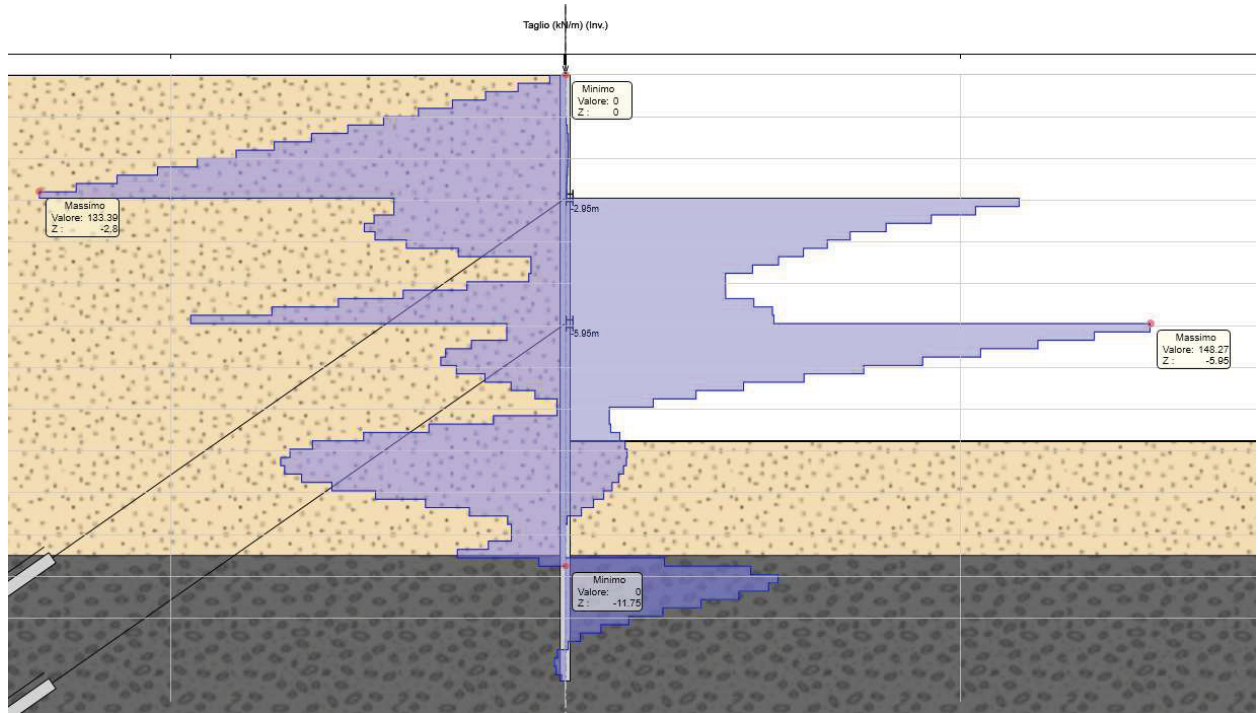 Taglio (kN/m) (Inv.)
Minimo
Valore: 0
Z : 0
Massimo
Valore: 133.39
Z : -2.8
-2.95m
-5.95m
Massimo
Valore: 148.27
Z : -5.95
Minimo
Valore: 0
Z : -11.75